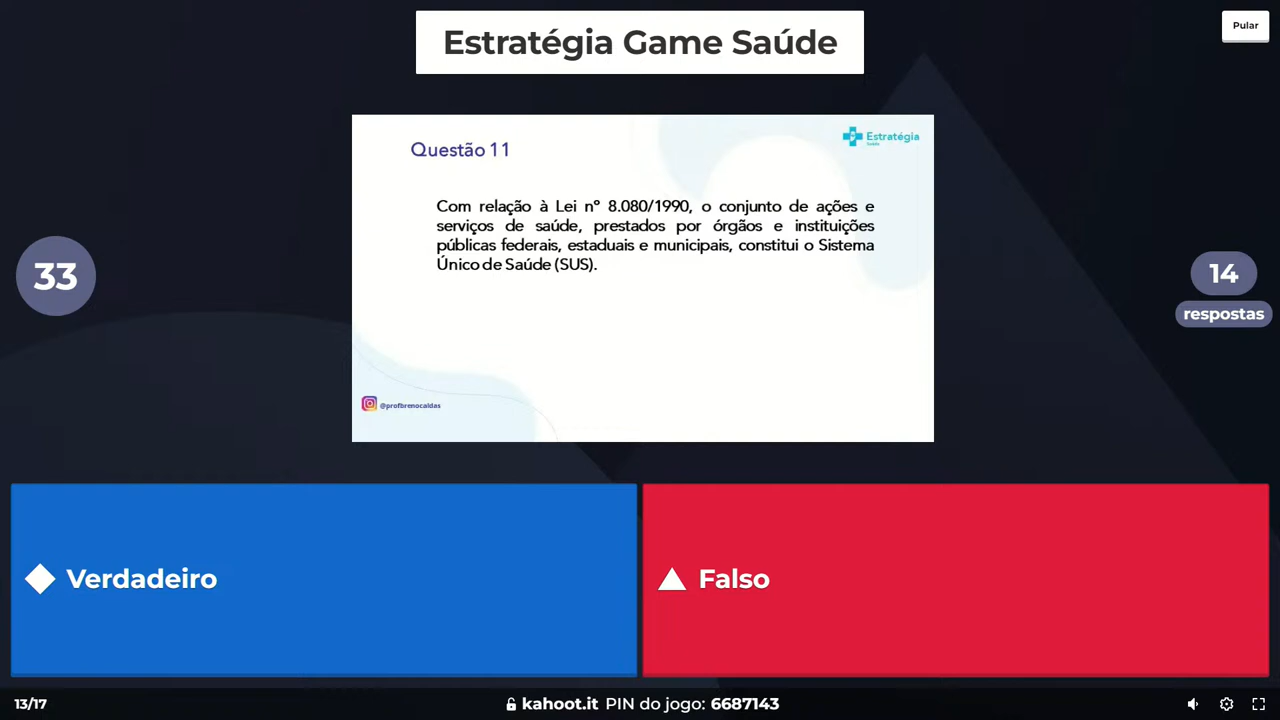 Estratégia Game Saúde
Pular
Estratégia
Saúde
Questão 11
Com relação à Lei nº 8.080/1990, o conjunto de ações e
serviços de saúde, prestados por órgãos e instituições
públicas federais, estaduais e municipais, constitui o Sistema
Único de Saúde (SUS).
33
14
respostas
@profbrenocaldas
Verdadeiro
Falso
13/17
kahoot.it PIN do jogo: 6687143